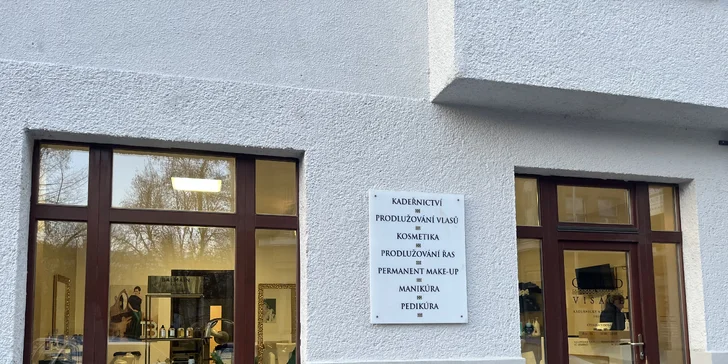 KADEŘNICTVÍ
PRODLUŽOVÁNÍ VLASŮ
KOSMETIKA
PRODLUŽOVÁNÍ ŘAS
PERMANENT MAKE-UP
MANIKÚRA
PEDIKÚRA